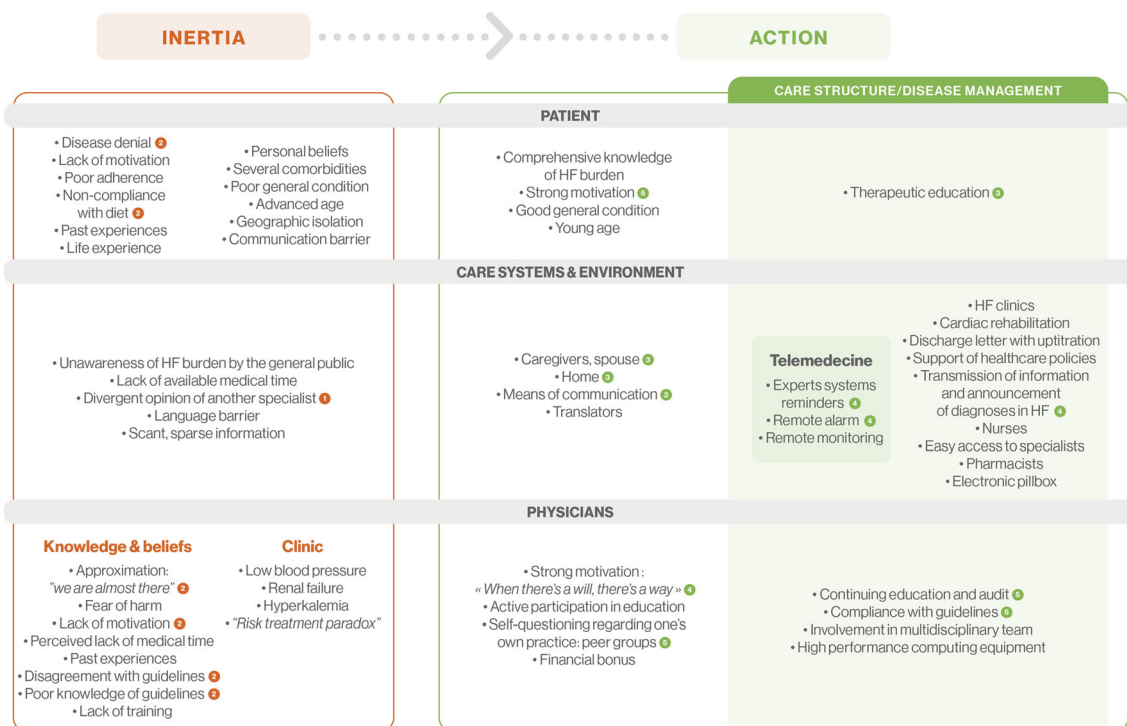 INERTIA
ACTION
CARE STRUCTURE/DISEASE MANAGEMENT
PATIENT
• Disease denial 2
• Lack of motivation
• Poor adherence
• Non-compliance
with diet 2
• Past experiences
• Life experience
• Personal beliefs
• Several comorbidities
• Poor general condition
• Advanced age
• Geographic isolation
• Communication barrier
• Comprehensive knowledge
of HF burden
• Strong motivation 5
• Good general condition
• Young age
• Therapeutic education 3
CARE SYSTEMS & ENVIRONMENT
• Unawareness of HF burden by the general public
• Lack of available medical time
• Divergent opinion of another specialist 1
• Language barrier
• Scant, sparse information
• Caregivers, spouse 3
• Home 3
• Means of communication 3
• Translators
Telemedecine
• Experts systems
reminders 4
• Remote alarm 4
• Remote monitoring
• HF clinics
• Cardiac rehabilitation
• Discharge letter with uptitration
• Support of healthcare policies
• Transmission of information
and announcement
of diagnoses in HF 4
• Nurses
• Easy access to specialists
• Pharmacists
• Electronic pillbox
PHYSICIANS
Knowledge & beliefs
• Approximation:
"we are almost there" 2
• Fear of harm
• Lack of motivation 2
• Perceived lack of medical time
• Past experiences
• Disagreement with guidelines 2
• Poor knowledge of guidelines 2
• Lack of training
Clinic
• Low blood pressure
• Renal failure
• Hyperkalemia
• "Risk treatment paradox"
• Strong motivation :
« When there's a will, there's a way » 4
• Active participation in education
• Self-questioning regarding one's
own practice: peer groups 5
• Financial bonus
• Continuing education and audit 5
• Compliance with guidelines 5
• Involvement in multidisciplinary team
• High performance computing equipment